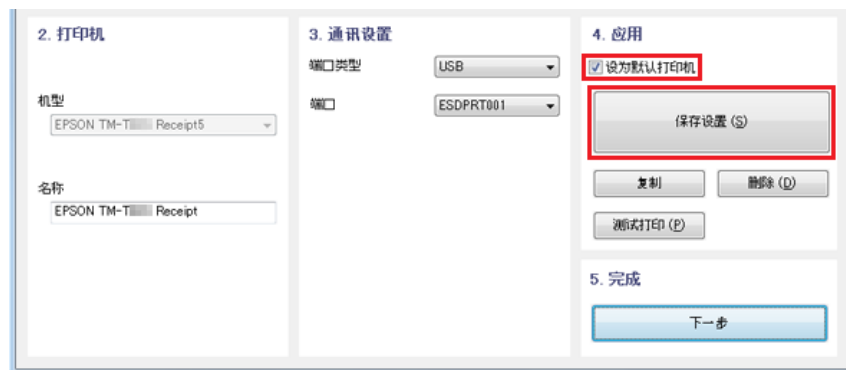 2. 打印机
机型
EPSON TM-T Receipt5
名称
EPSON TM-T Receipt
3. 通讯设置
端口类型
USB
端口
ESDPRT001
4. 应用
设为默认打印机
保存设置 (S)
复制
删除 (D)
测试打印 (P)
5. 完成
下一步